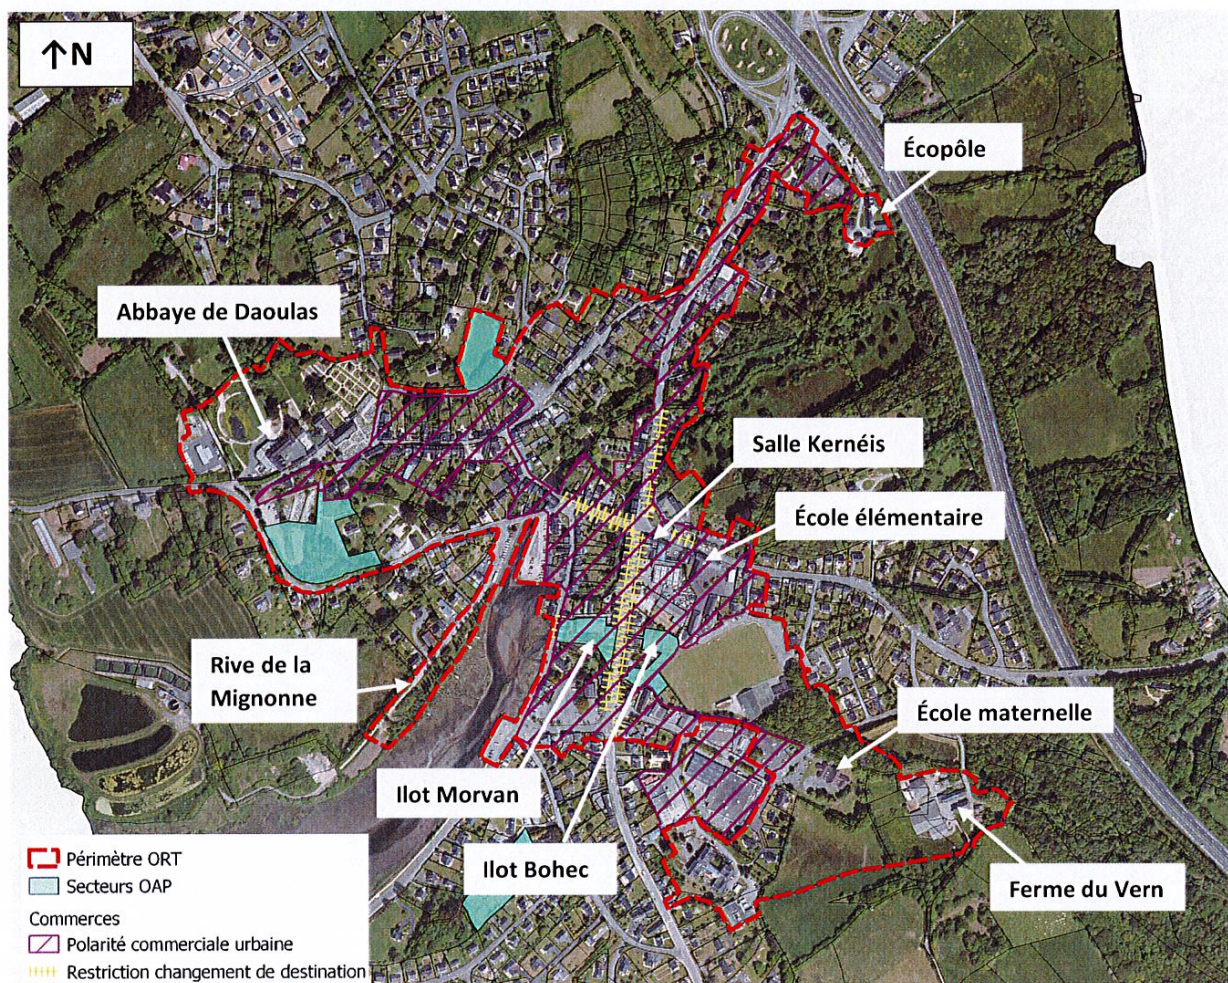 ↑N
Écopôle
Abbaye de Daoulas
Salle Kernéis
École élémentaire
Rive de la
Mignonne
École maternelle
Ilot Morvan
Ilot Bohec
Ferme du Vern
Périmètre ORT
Secteurs OAP
Commerces
Polarité commerciale urbaine
Restriction changement de destination